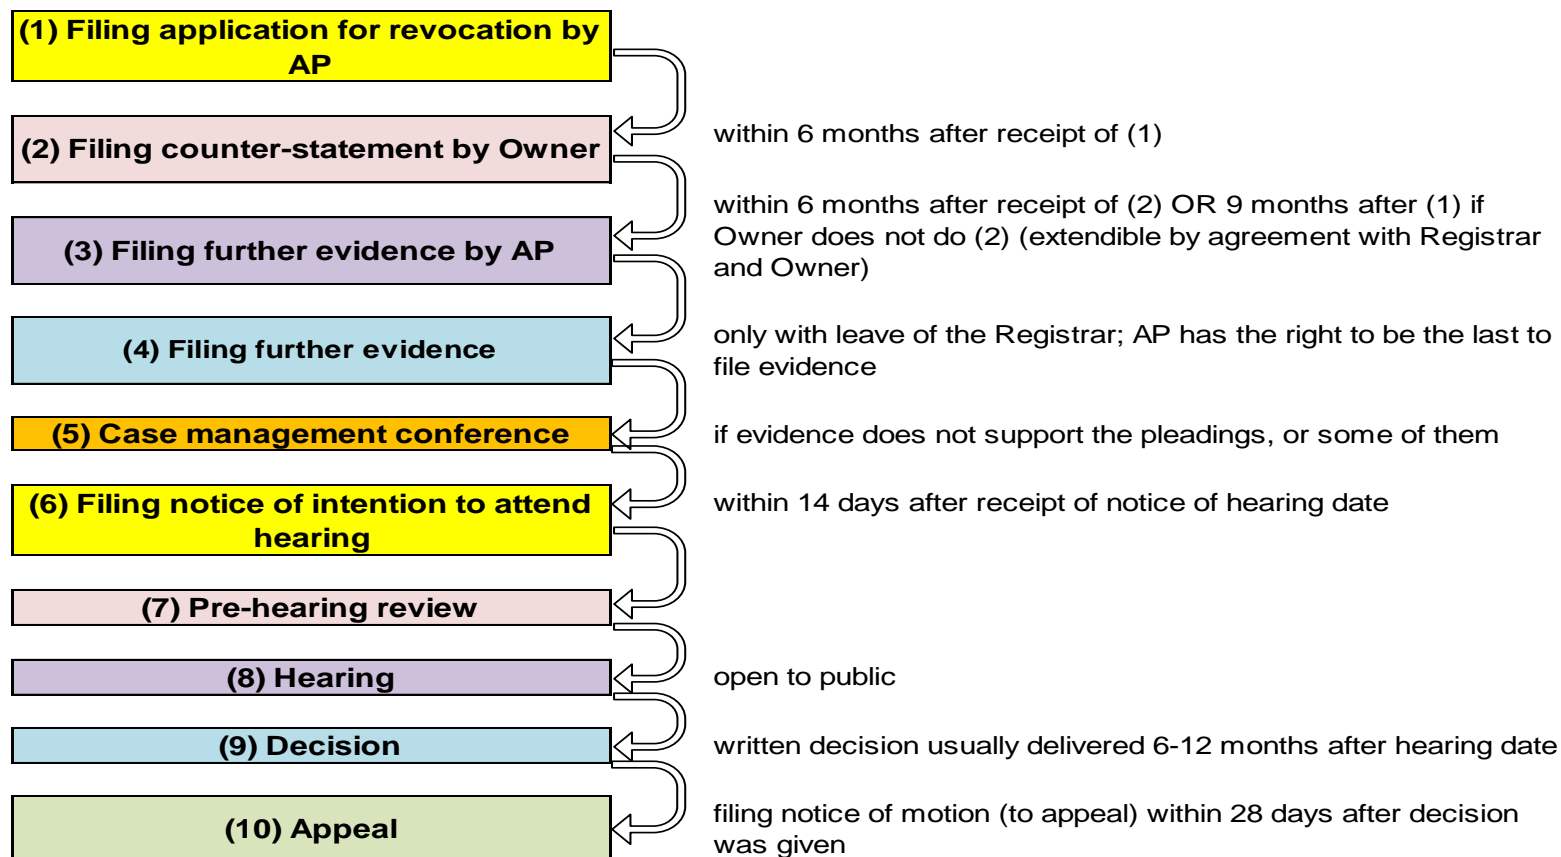 (1) Filing application for revocation by
AP
(2) Filing counter-statement by Owner
within 6 months after receipt of (1)
(3) Filing further evidence by AP
within 6 months after receipt of (2) OR 9 months after (1) if
Owner does not do (2) (extendible by agreement with Registrar
and Owner)
(4) Filing further evidence
only with leave of the Registrar; AP has the right to be the last to
file evidence
(5) Case management conference
if evidence does not support the pleadings, or some of them
(6) Filing notice of intention to attend
hearing
within 14 days after receipt of notice of hearing date
(7) Pre-hearing review
(8) Hearing
open to public
(9) Decision
written decision usually delivered 6-12 months after hearing date
(10) Appeal
filing notice of motion (to appeal) within 28 days after decision
was given